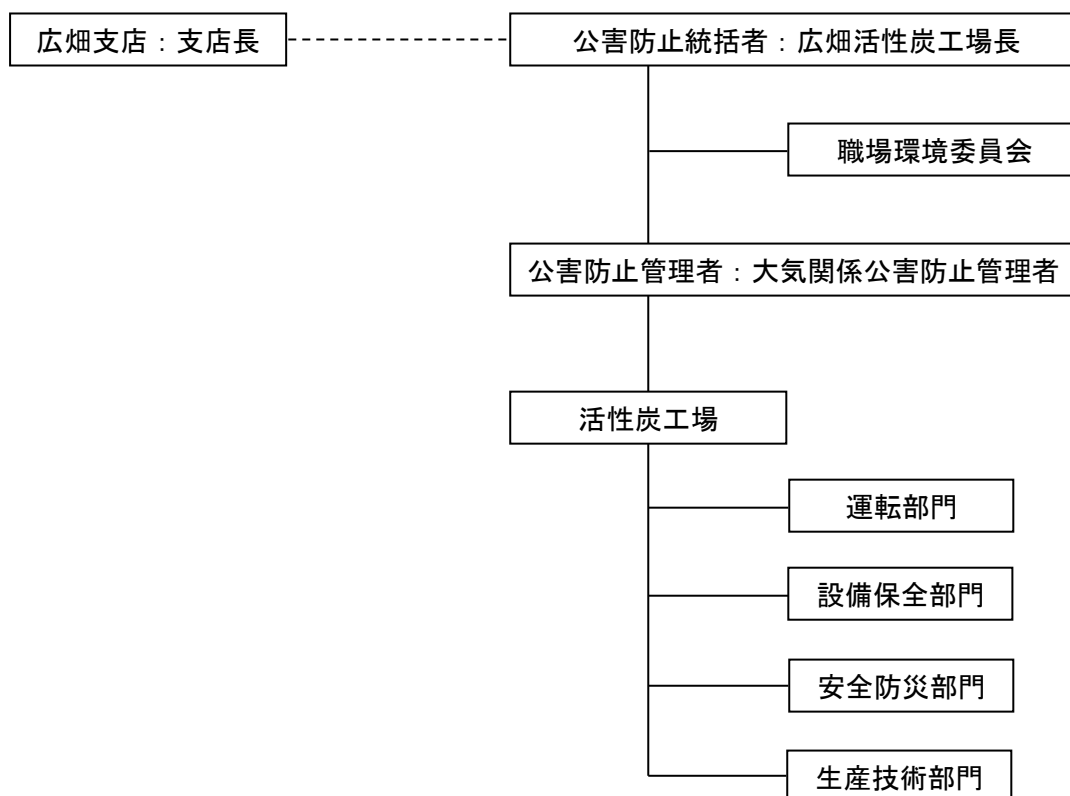 広畑支店：支店長
公害防止統括者：広畑活性炭工場長
職場環境委員会
公害防止管理者：大気関係公害防止管理者
活性炭工場
運転部門
設備保全部門
安全防災部門
生産技術部門